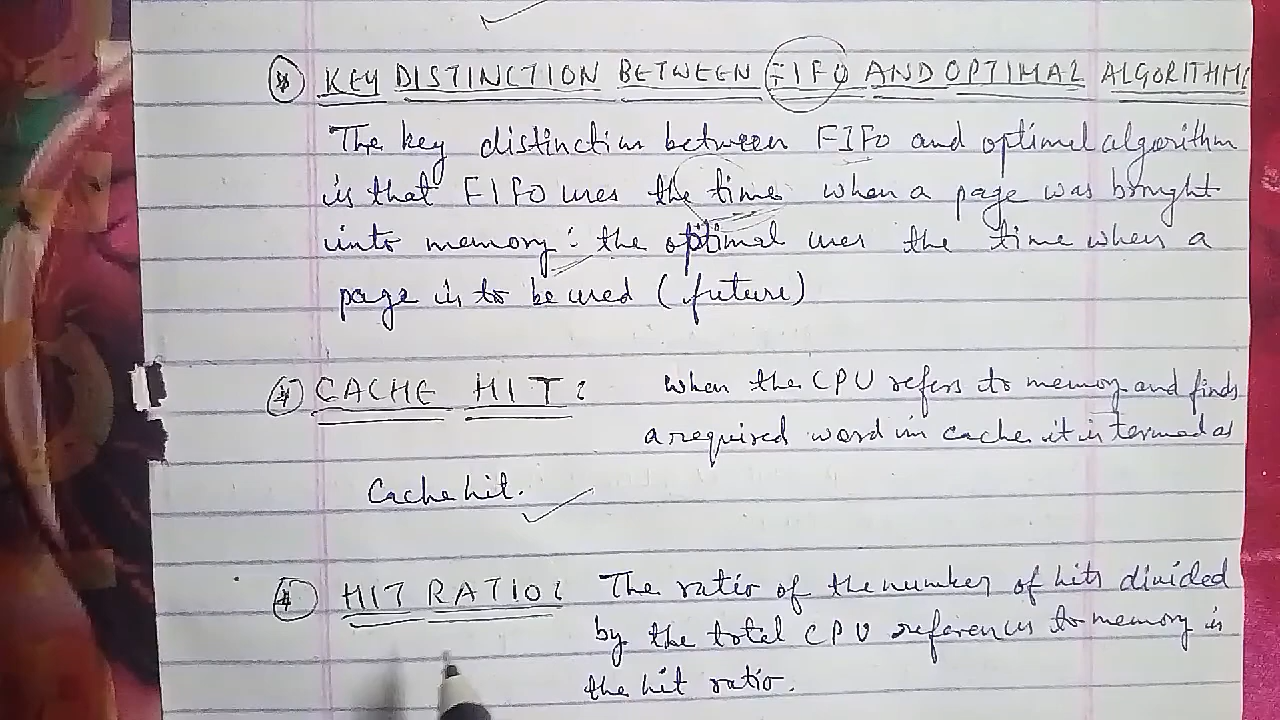 KEY DISTINCTION BETWEEN FIFO AND OPTIMAL ALGORITHM
The key distinction between FIFO and optimal algorithm
is that FIFO uses the time when a page was brought
into memory: the optimal uses the time when a
page is to be used (future)
CACHE HIT: When the CPU refers to memory and finds
a required word in cache it is termed as
Cache hit.
HIT RATIO: The ratio of the number of hits divided
by the total CPU references to memory is
the hit ratio.